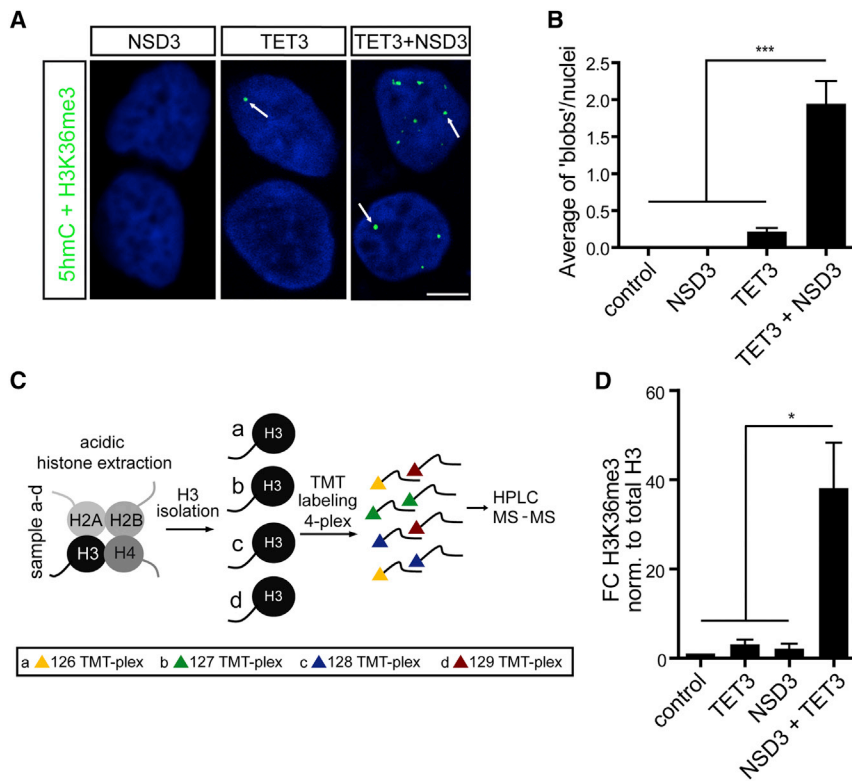 A
NSD3
TET3
TET3+NSD3
5hmC + H3K36me3
B
Average of 'blobs'/nuclei
2.5
2.0
1.5
1.0
0.5
0.0
***
control
NSD3
TET3
TET3 + NSD3
C
acidic
histone extraction
sample a-d
H2A
H2B
H3
H4
H3
isolation
a
H3
b
H3
c
H3
d
H3
TMT
labeling
4-plex
HPLC
MS-MS
a 126 TMT-plex b 127 TMT-plex c 128 TMT-plex d 129 TMT-plex
D
FC H3K36me3
norm. to total H3
60
40
20
0
*
control
TET3
NSD3
NSD3 + TET3